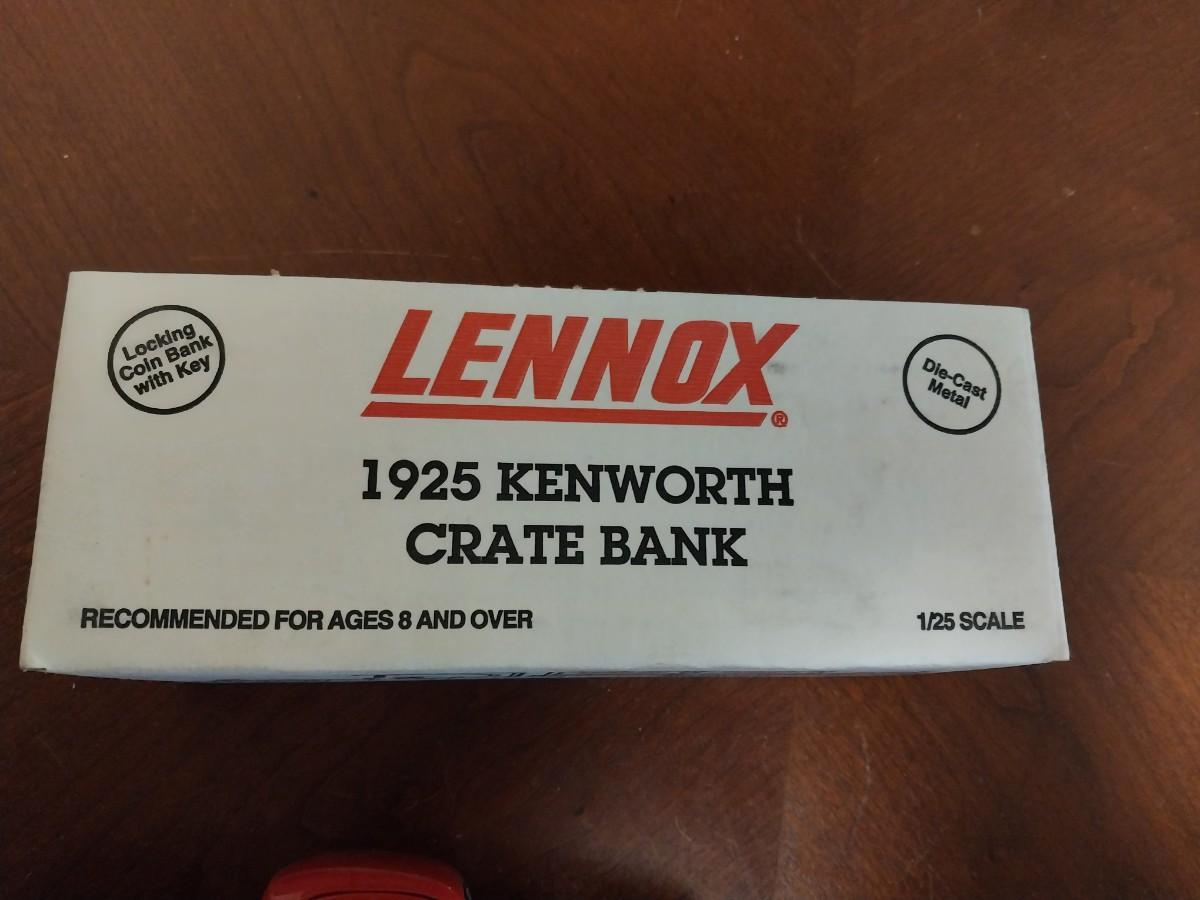 Locking
Coin Bank
with Key
LENNOX®
Die-Cast
Metal
1925 KENWORTH
CRATE BANK
RECOMMENDED FOR AGES 8 AND OVER
1/25 SCALE